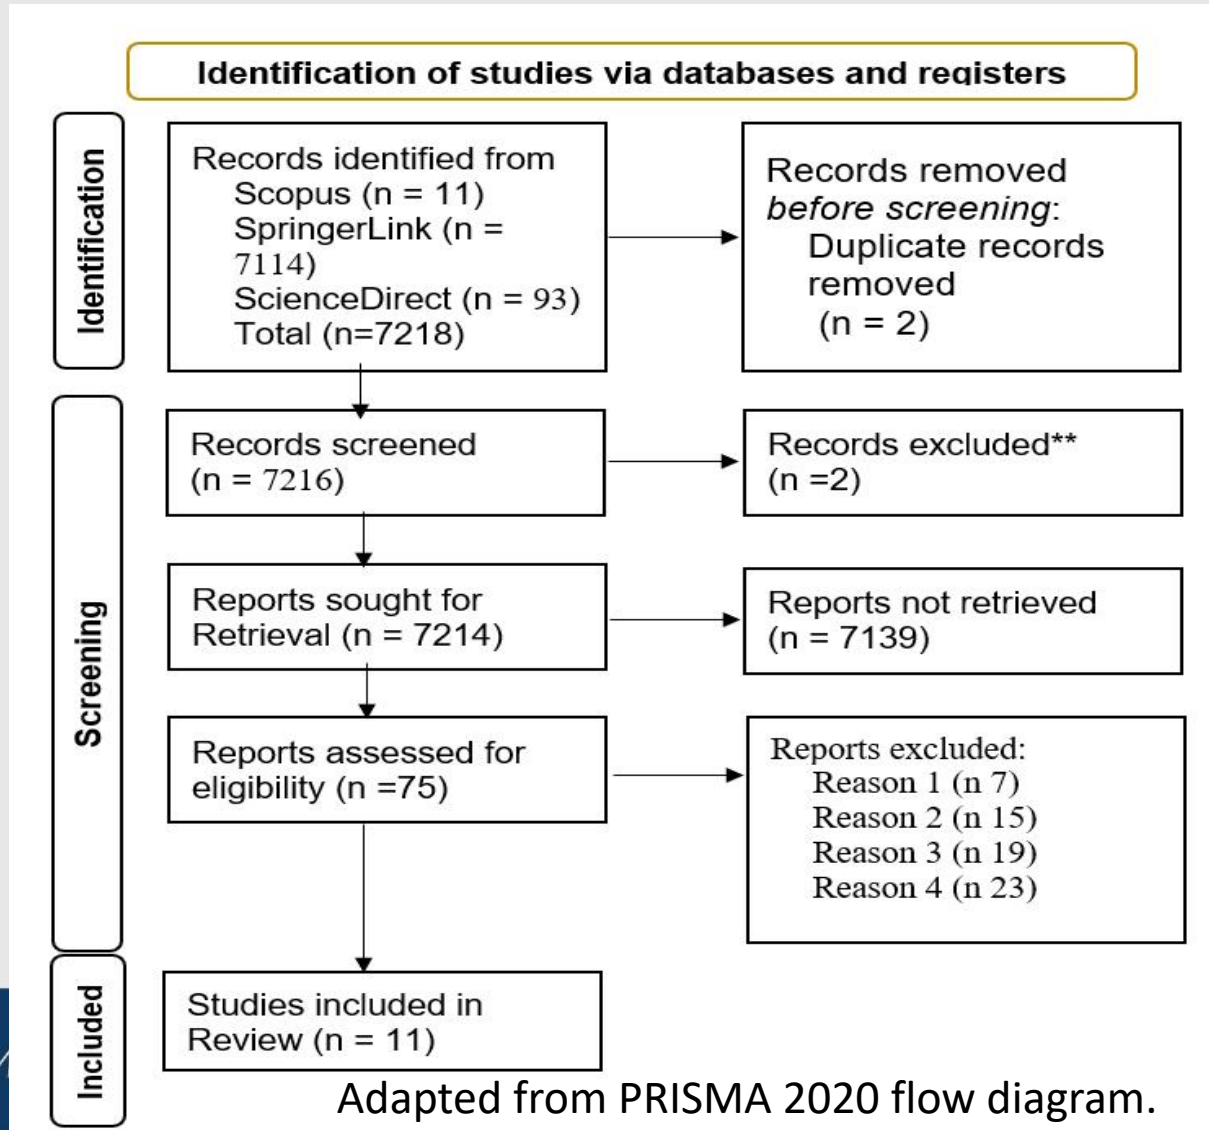 Identification of studies via databases and registers
Identification
Records identified from
Scopus (n = 11)
SpringerLink (n =
7114)
ScienceDirect (n = 93)
Total (n=7218)
Records removed
before screening:
Duplicate records
removed
(n = 2)
Screening
Records screened
(n = 7216)
Records excluded**
(n =2)
Reports sought for
Retrieval (n = 7214)
Reports not retrieved
(n = 7139)
Reports assessed for
eligibility (n =75)
Reports excluded:
Reason 1 (n 7)
Reason 2 (n 15)
Reason 3 (n 19)
Reason 4 (n 23)
Included
Studies included in
Review (n = 11)
Adapted from PRISMA 2020 flow diagram.